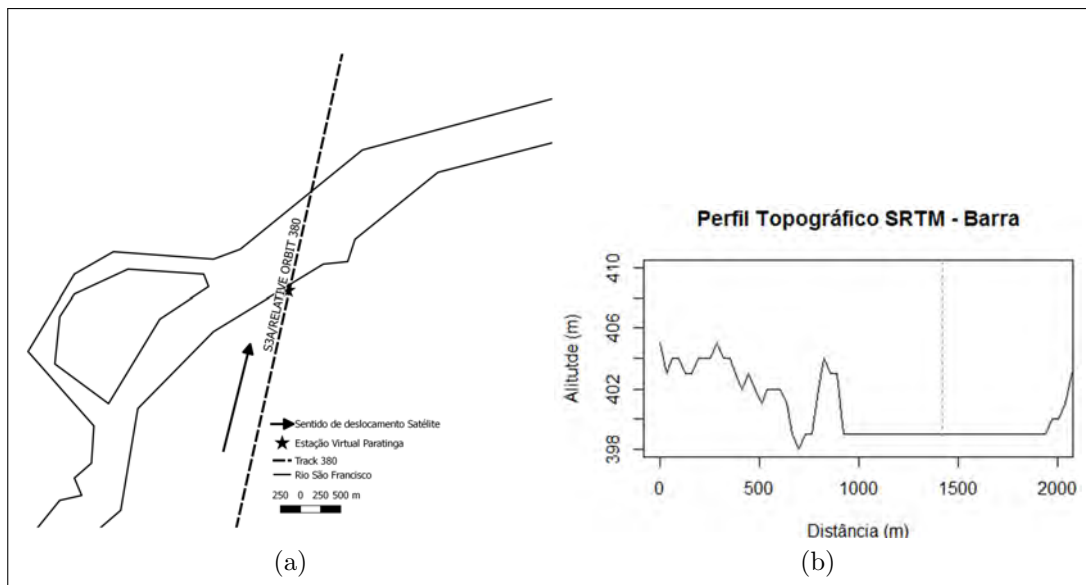 S3A/RELATIVE ORBIT 380
Sentido de deslocamento Satélite
Estação Virtual Paratinga
Track 380
Rio São Francisco
250 0 250 500 m
(a)
Perfil Topográfico SRTM - Barra
Alitutde (m)
410
406
402
398
0 500 1000 1500 2000
Distância (m)
(b)